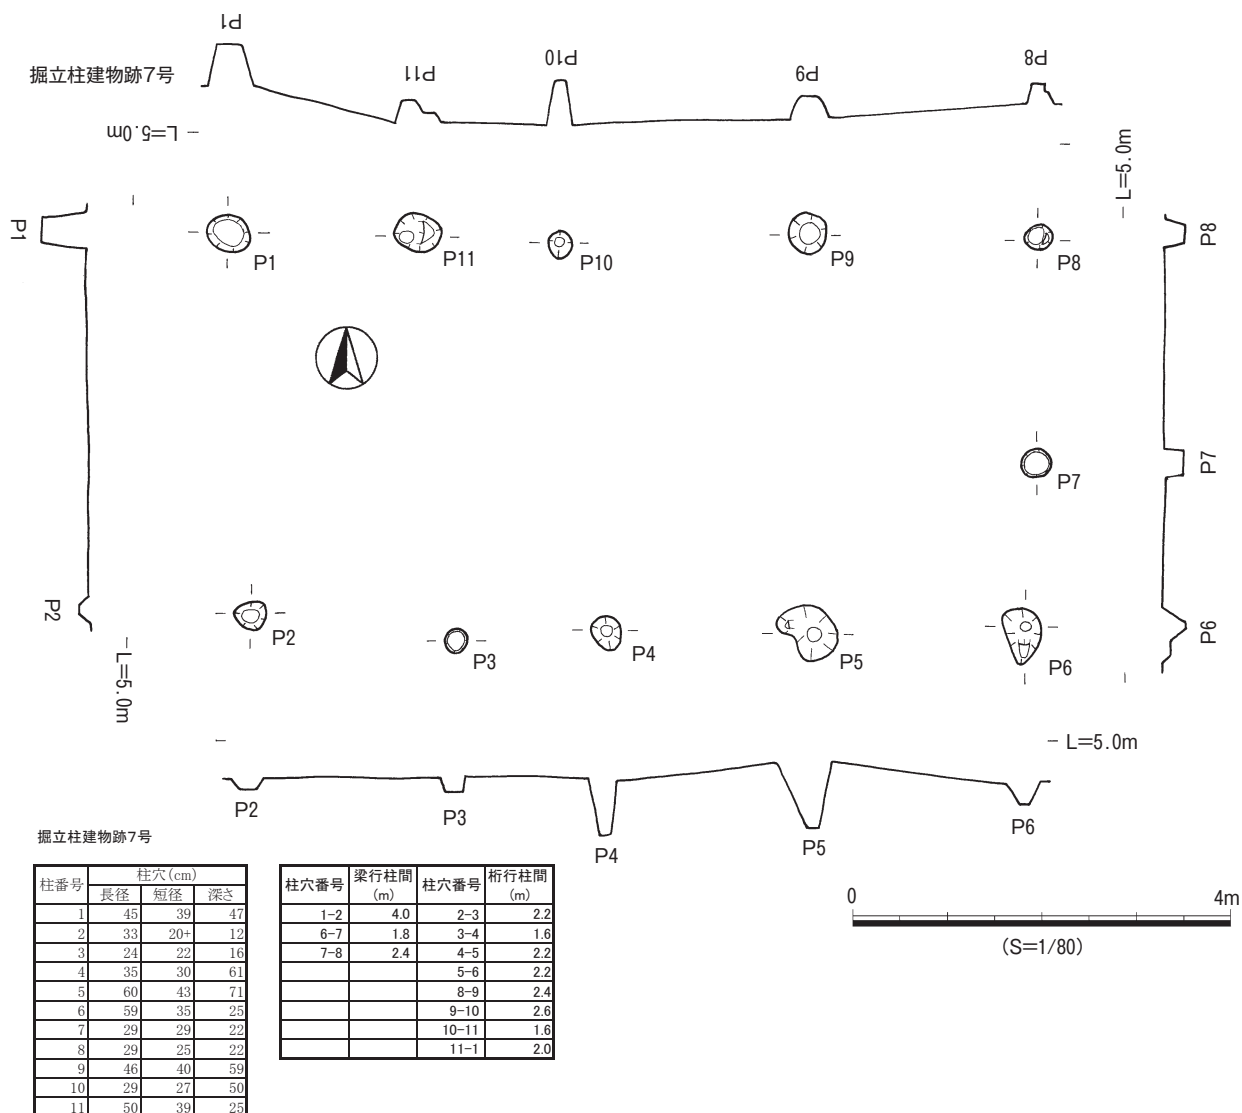 掘立柱建物跡7号
P1
P11
P10
P9
P8
L=5.0m
L=5.0m
P1
P8
P1
P11
P10
P9
P8
P7
P7
P2
P2
P3
P4
P5
P6
P6
L=5.0m
L=5.0m
P2
P3
P4
P5
P6
掘立柱建物跡7号
柱番号 柱穴(cm)
長径 短径 深さ
1 45 39 47
2 33 20+ 12
3 24 22 16
4 35 30 61
5 60 43 71
6 59 35 25
7 29 29 22
8 29 25 22
9 46 40 59
10 29 27 50
11 50 39 25
柱穴番号 梁行柱間(m) 柱穴番号 桁行柱間(m)
1-2 4.0 2-3 2.2
6-7 1.8 3-4 1.6
7-8 2.4 4-5 2.2
5-6 2.2
8-9 2.4
9-10 2.6
10-11 1.6
11-1 2.0
0 4m
(S=1/80)